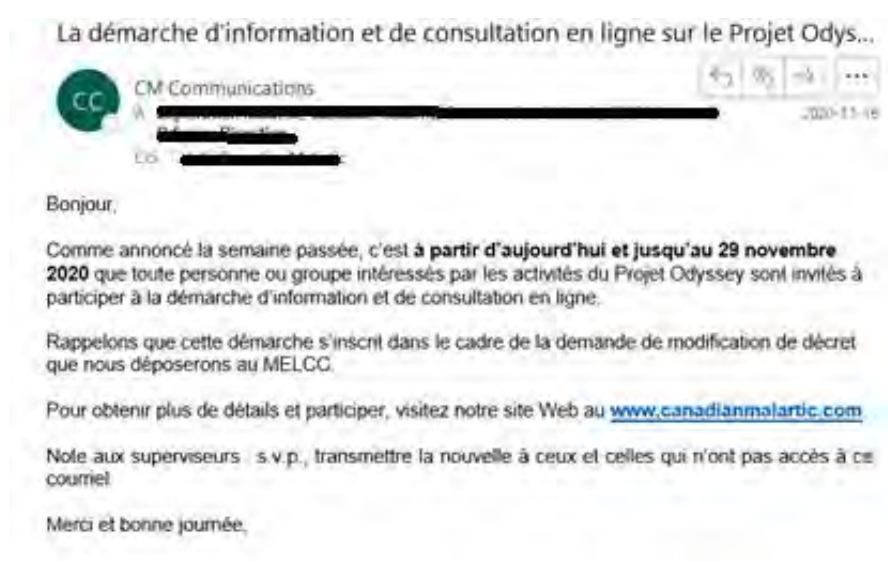 La démarche d'information et de consultation en ligne sur le Projet Odys...
CC
CM Communications
À
2020-11-16
Cc
Bonjour,
Comme annoncé la semaine passée, c'est à partir d'aujourd'hui et jusqu'au 29 novembre
2020 que toute personne ou groupe intéressés par les activités du Projet Odyssey sont invités à
participer à la démarche d'information et de consultation en ligne.
Rappelons que cette démarche s'inscrit dans le cadre de la demande de modification de décret
que nous déposerons au MELCC.
Pour obtenir plus de détails et participer, visitez notre site Web au www.canadianmalartic.com
Note aux superviseurs : s.v.p., transmettre la nouvelle à ceux et celles qui n'ont pas accès à ce
courriel
Merci et bonne journée,